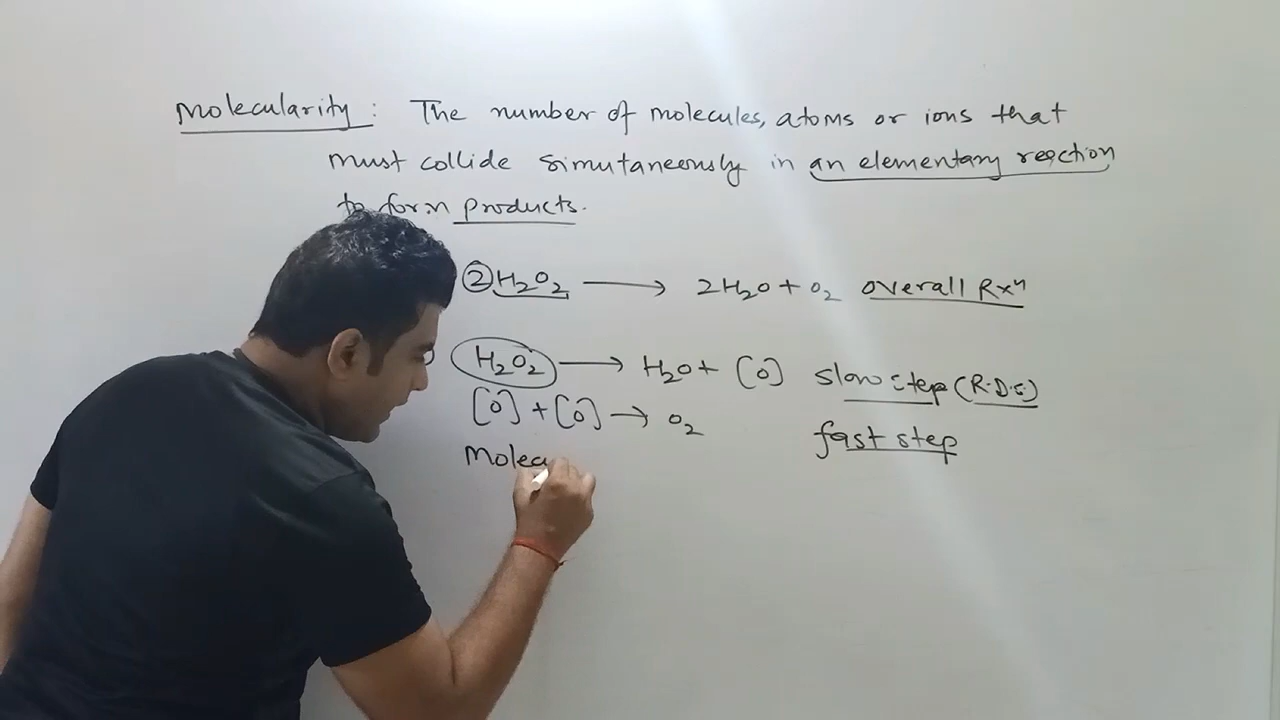 Molecularity : The number of molecules, atoms or ions that
must collide simutaneously in an elementary reaction
to form products.
2H2O2 → 2H2O + O2 overall Rxn
H2O2 → H2O + [O] slow step (R.D.S)
[O] + [O] → O2 fast step
Molecu